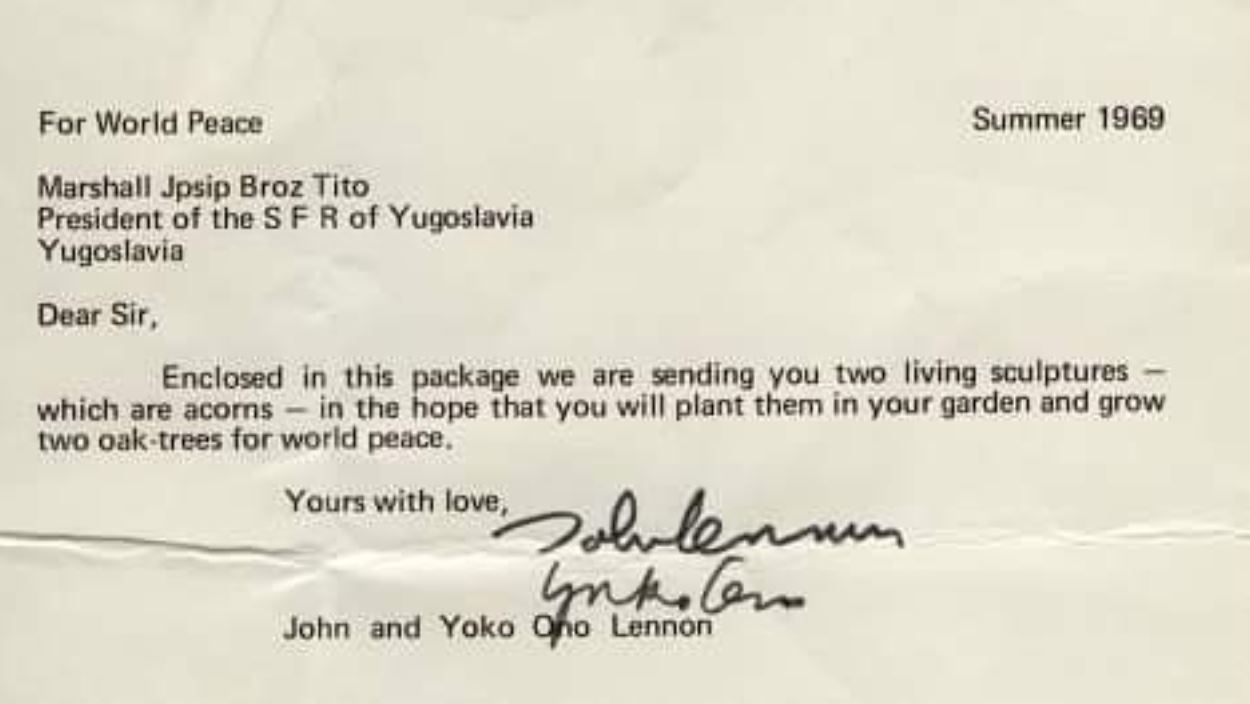 For World Peace Summer 1969
Marshall Jpsip Broz Tito
President of the S F R of Yugoslavia
Yugoslavia
Dear Sir,
Enclosed in this package we are sending you two living sculptures —
which are acorns — in the hope that you will plant them in your garden and grow
two oak-trees for world peace.
Yours with love,
John Lennon
Yoko Ono
John and Yoko Ono Lennon